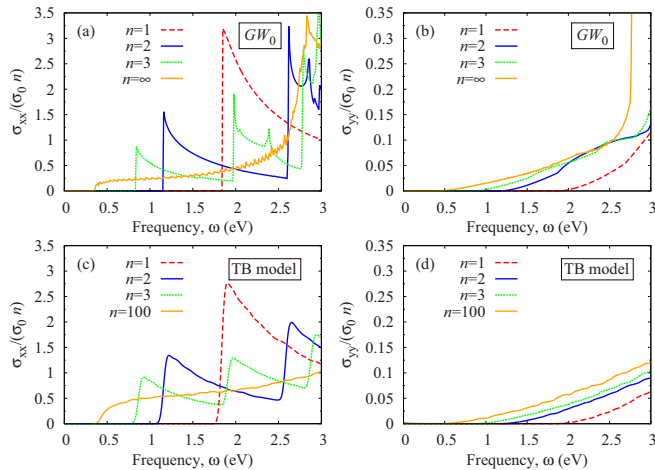 (a)
GW0
n=1
n=2
n=3
n=∞
σxx/(σ0 n)
3.5
3
2.5
2
1.5
1
0.5
0
0 0.5 1 1.5 2 2.5 3
Frequency, ω (eV)
(b)
GW0
n=1
n=2
n=3
n=∞
σyy/(σ0 n)
0.35
0.3
0.25
0.2
0.15
0.1
0.05
0
0 0.5 1 1.5 2 2.5 3
Frequency, ω (eV)
(c)
TB model
n=1
n=2
n=3
n=100
σxx/(σ0 n)
3.5
3
2.5
2
1.5
1
0.5
0
0 0.5 1 1.5 2 2.5 3
Frequency, ω (eV)
(d)
TB model
n=1
n=2
n=3
n=100
σyy/(σ0 n)
0.35
0.3
0.25
0.2
0.15
0.1
0.05
0
0 0.5 1 1.5 2 2.5 3
Frequency, ω (eV)